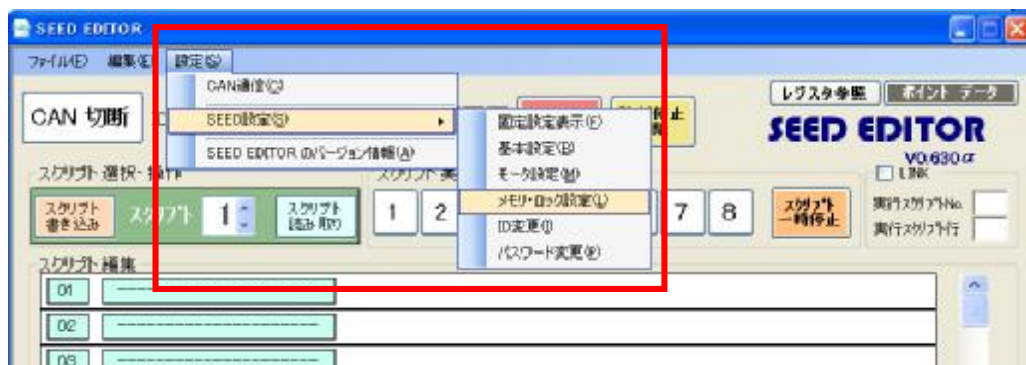 SEED EDITOR
ファイル(F) 編集(E) 設定(S)
CAN通信(C)
SEED設定(S)
SEED EDITOR のバージョン情報(A)
固定設定表示(F)
基本設定(B)
モータ設定(M)
メモリ・ロック設定(L)
ID変更(I)
パスワード変更(P)
CAN 切断
レジスタ参照 ポイント データ
SEED EDITOR
V0.630α
スクリプト 選択・操作
スクリプト 実
LINK
スクリプト書き込み
スクリプト 1
スクリプト読み取り
1 2 7 8
スクリプト一時停止
実行スクリプトNo.
実行スクリプト行
スクリプト 編集
01
02
03